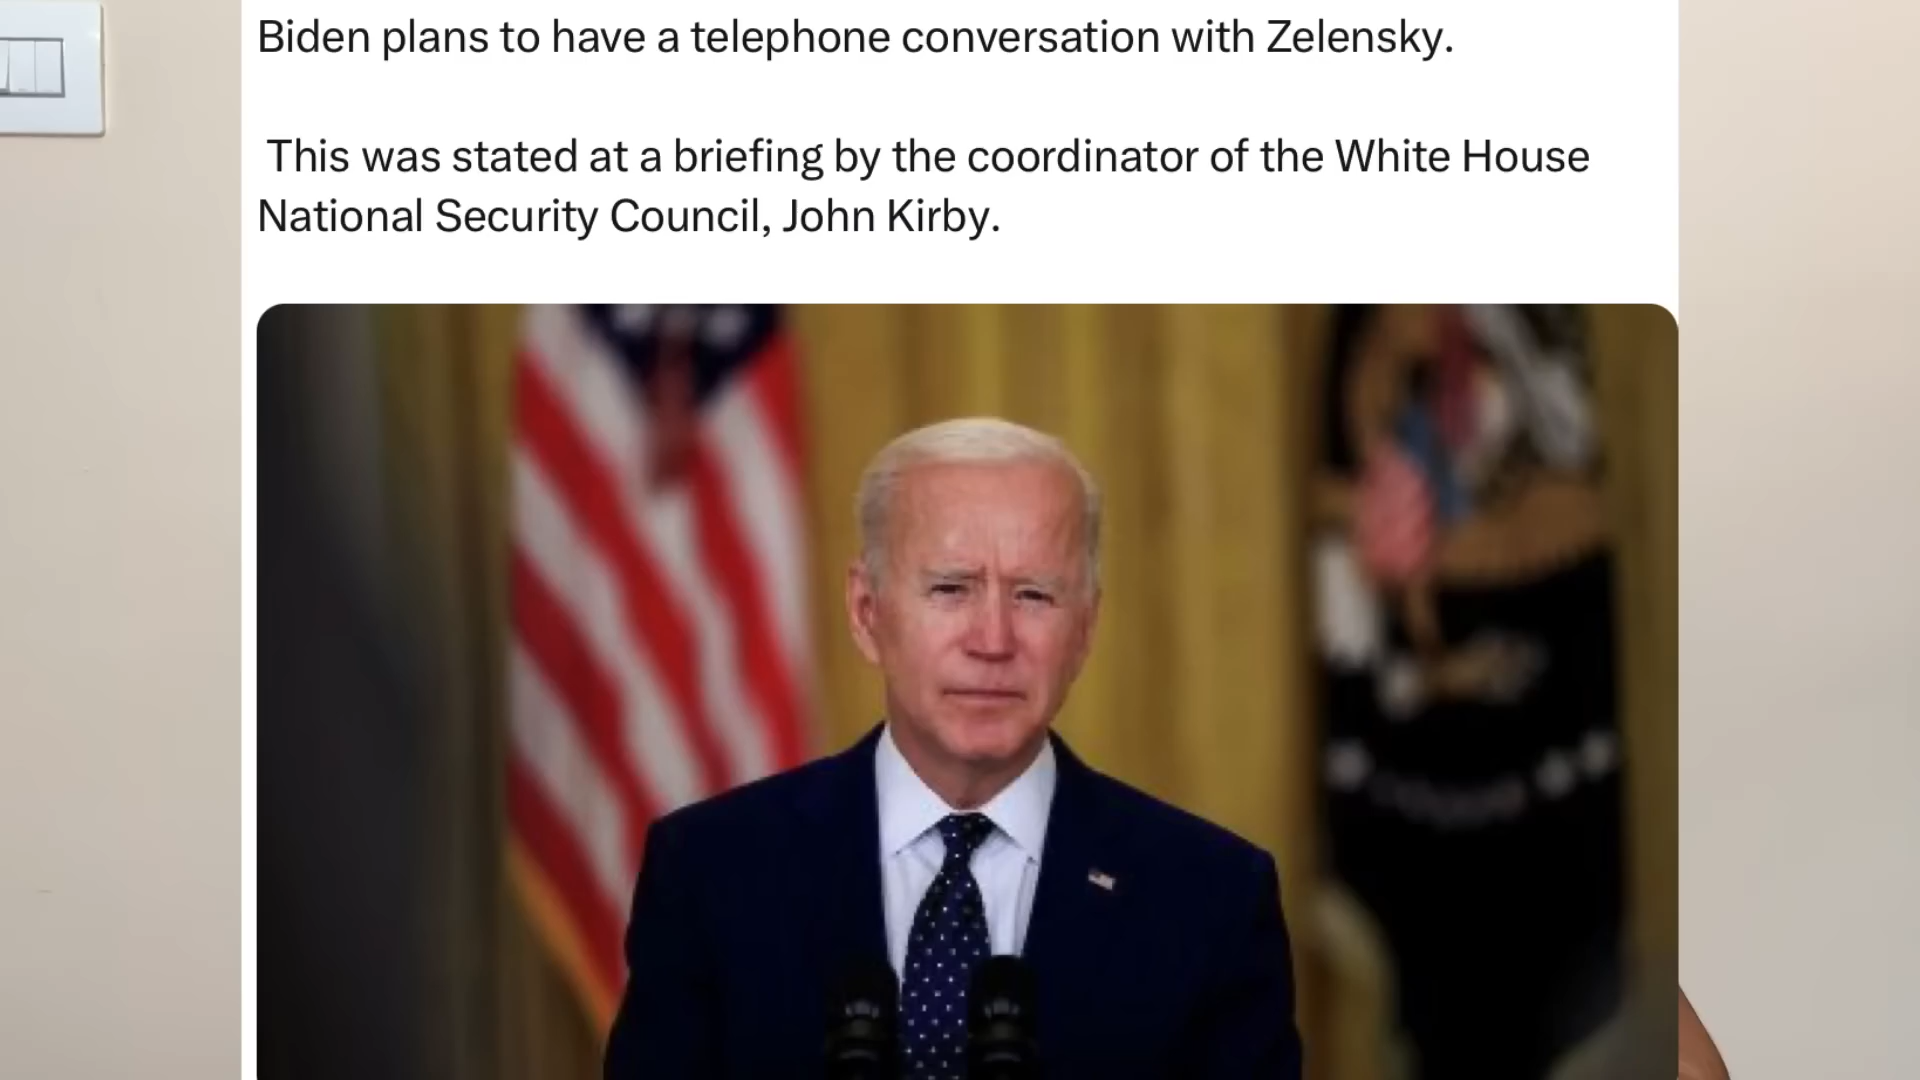 Biden plans to have a telephone conversation with Zelensky.
This was stated at a briefing by the coordinator of the White House
National Security Council, John Kirby.